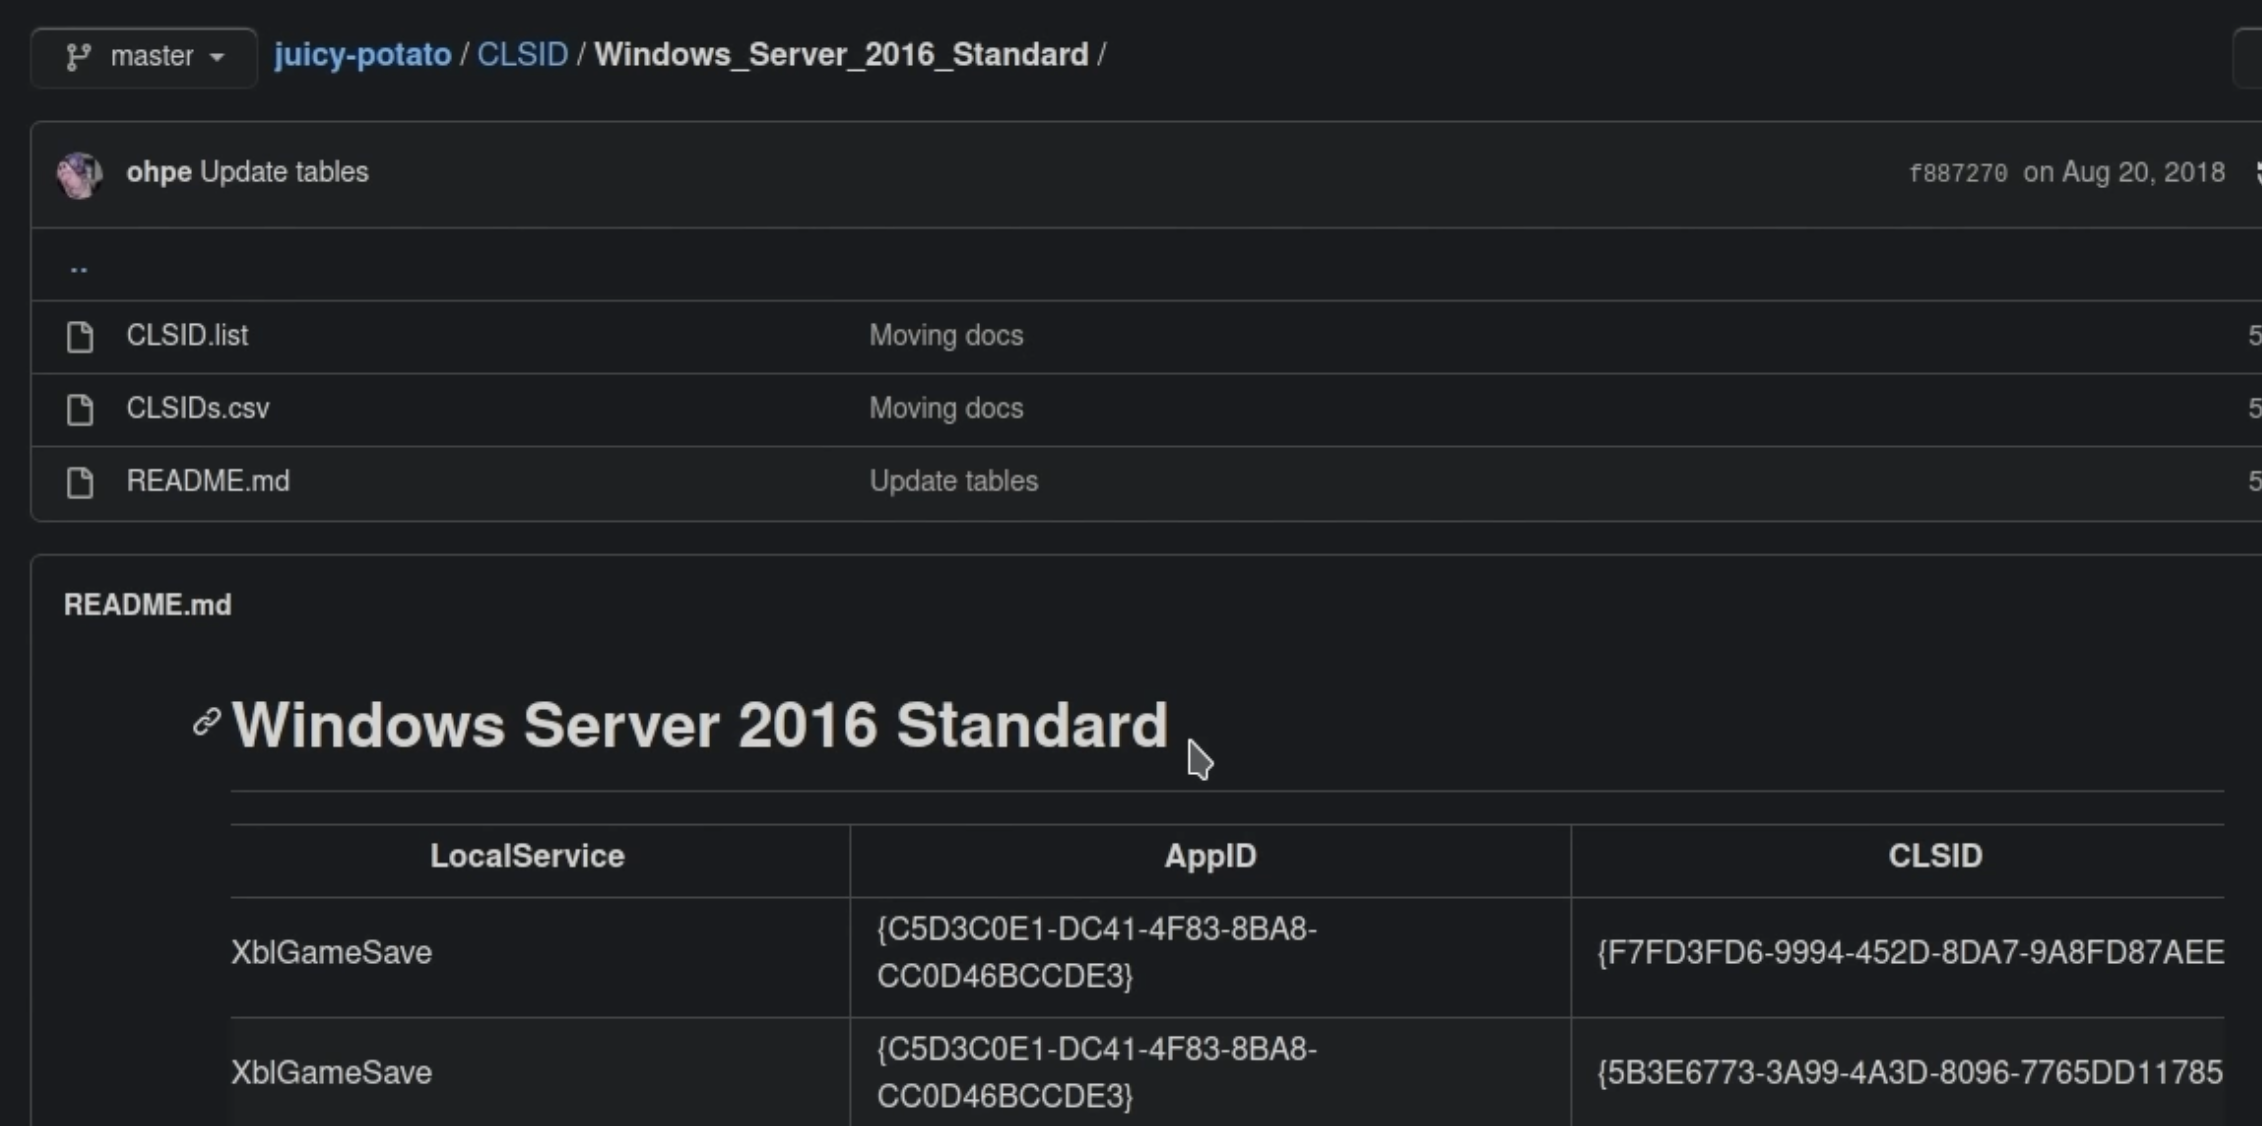 master juicy-potato / CLSID / Windows_Server_2016_Standard /
ohpe Update tables f887270 on Aug 20, 2018
..
CLSID.list Moving docs 5
CLSIDs.csv Moving docs 5
README.md Update tables 5
README.md
Windows Server 2016 Standard
LocalService AppID CLSID
XblGameSave {C5D3C0E1-DC41-4F83-8BA8-
CC0D46BCCDE3} {F7FD3FD6-9994-452D-8DA7-9A8FD87AEE
XblGameSave {C5D3C0E1-DC41-4F83-8BA8-
CC0D46BCCDE3} {5B3E6773-3A99-4A3D-8096-7765DD11785